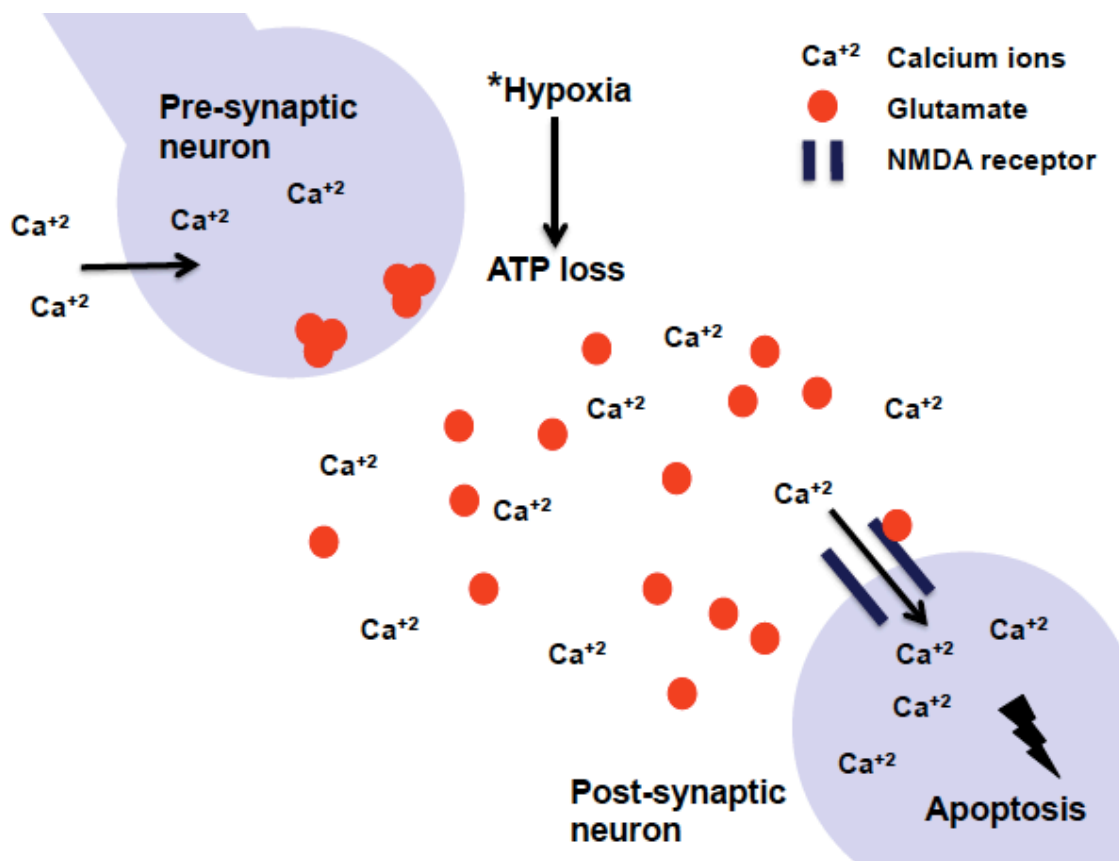 Pre-synaptic
neuron
Ca+2
Ca+2
Ca+2
Ca+2
*Hypoxia
ATP loss
Ca+2 Calcium ions
Glutamate
NMDA receptor
Ca+2
Ca+2
Ca+2
Ca+2
Ca+2
Ca+2
Ca+2
Ca+2
Ca+2
Ca+2
Ca+2
Ca+2
Post-synaptic
neuron
Apoptosis